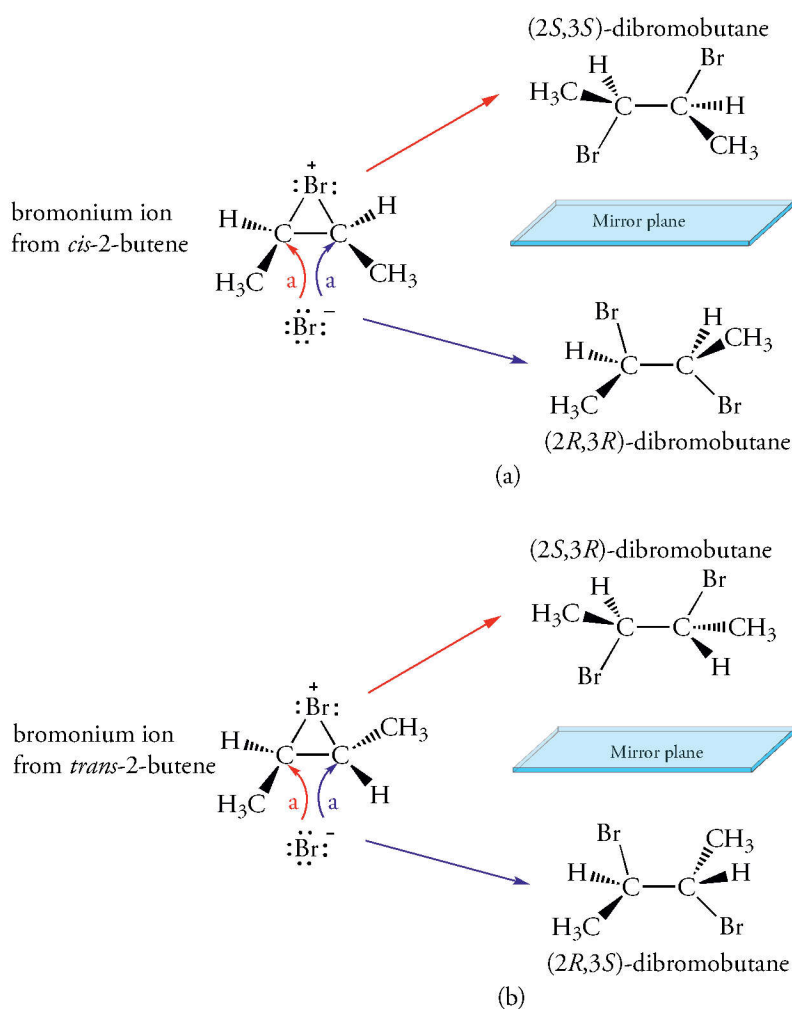 (2S,3S)-dibromobutane
Br
H
H3C C C H
Br CH3
+
:Br:
H H
C C
H3C CH3
a a
:Br: −
bromonium ion
from cis-2-butene
Mirror plane
Br H
H C C CH3
H3C Br
(2R,3R)-dibromobutane
(a)
(2S,3R)-dibromobutane
Br
H
H3C C C CH3
Br H
+
:Br:
H CH3
C C
H3C H
a a
:Br: −
bromonium ion
from trans-2-butene
Mirror plane
Br CH3
H C C H
H3C Br
(2R,3S)-dibromobutane
(b)